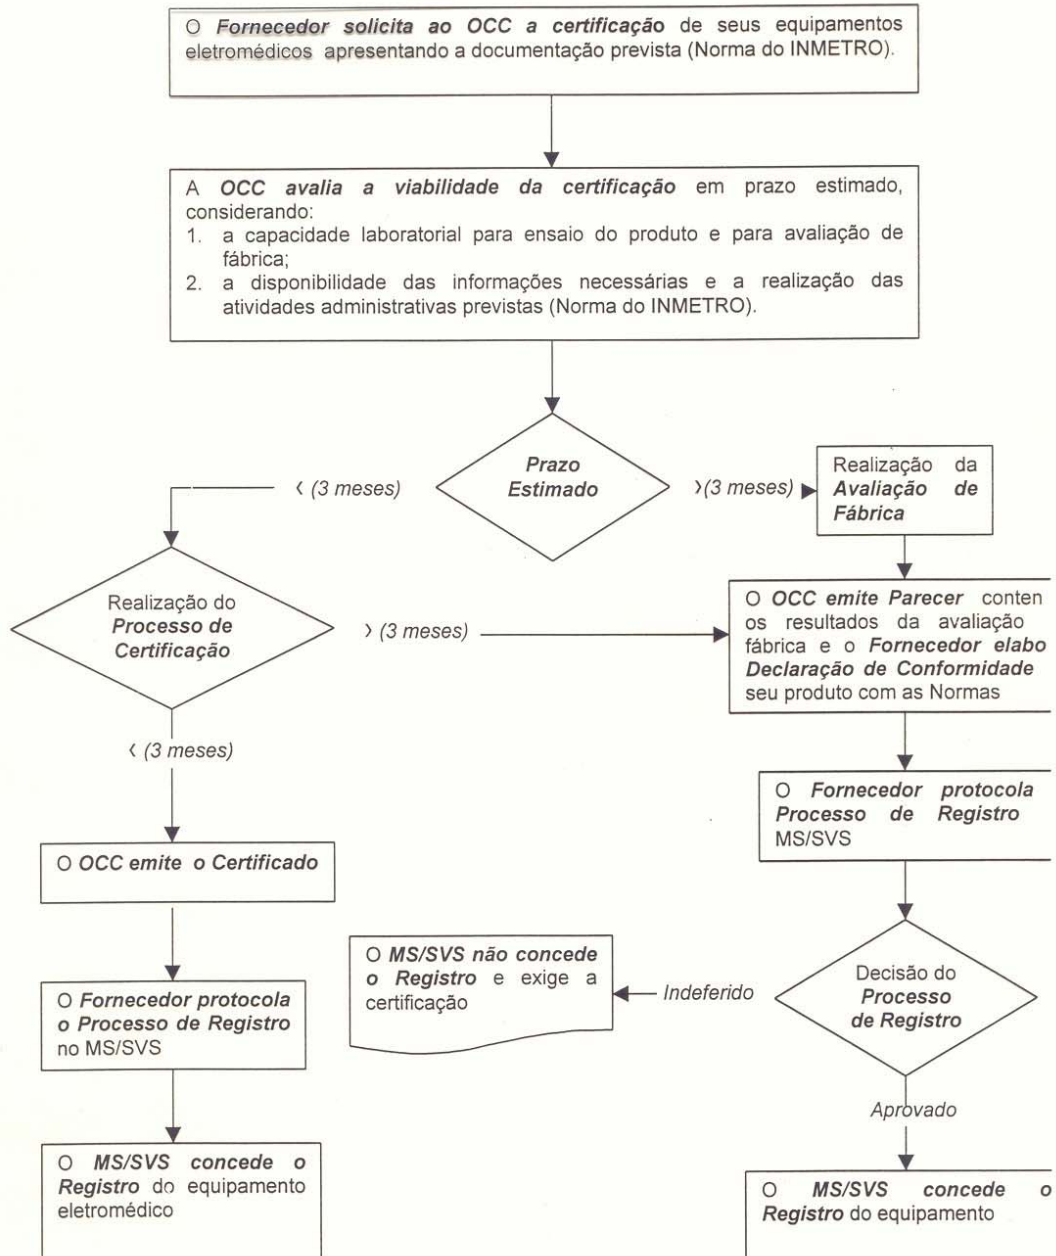 O Fornecedor solicita ao OCC a certificação de seus equipamentos
eletromédicos apresentando a documentação prevista (Norma do INMETRO).
A OCC avalia a viabilidade da certificação em prazo estimado,
considerando:
1. a capacidade laboratorial para ensaio do produto e para avaliação de
fábrica;
2. a disponibilidade das informações necessárias e a realização das
atividades administrativas previstas (Norma do INMETRO).
Prazo
Estimado
< (3 meses)
>(3 meses)
Realização da
Avaliação de
Fábrica
Realização do
Processo de
Certificação
> (3 meses)
O OCC emite Parecer conten
os resultados da avaliação
fábrica e o Fornecedor elabo
Declaração de Conformidade
seu produto com as Normas
< (3 meses)
O Fornecedor protocola
Processo de Registro
MS/SVS
O OCC emite o Certificado
O MS/SVS não concede
o Registro e exige a
certificação
Indeferido
Decisão do
Processo
de Registro
O Fornecedor protocola
o Processo de Registro
no MS/SVS
Aprovado
O MS/SVS concede o
Registro do equipamento
eletromédico
O MS/SVS concede o
Registro do equipamento